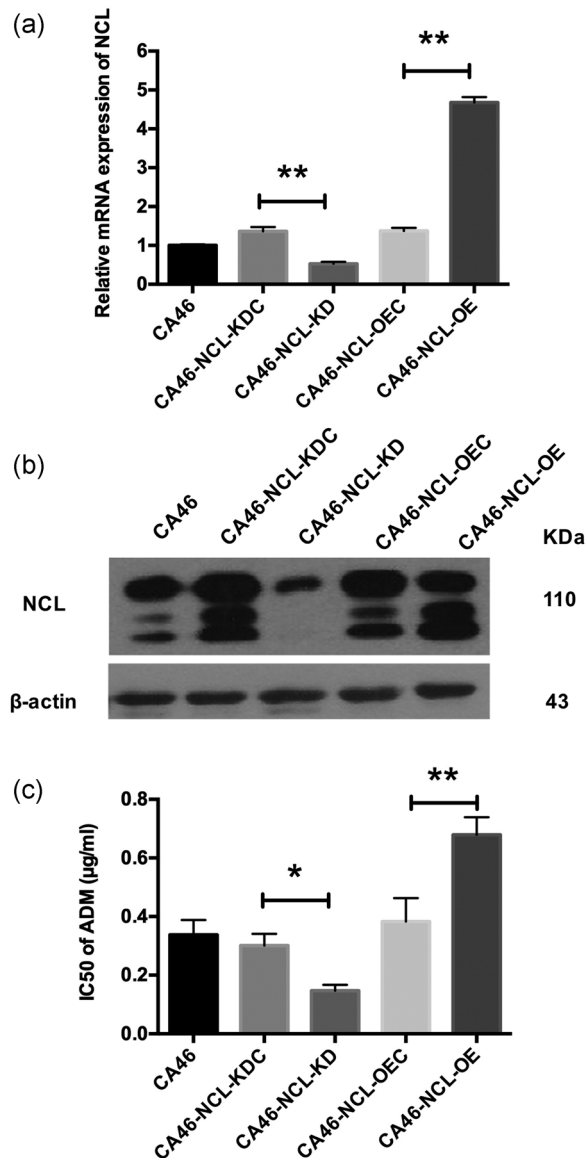 (a)
Relative mRNA expression of NCL
6
5
4
3
2
1
0
**
**
CA46
CA46-NCL-KDC
CA46-NCL-KD
CA46-NCL-OEC
CA46-NCL-OE
(b)
CA46
CA46-NCL-KDC
CA46-NCL-KD
CA46-NCL-OEC
CA46-NCL-OE
KDa
NCL
110
β-actin
43
(c)
IC50 of ADM (μg/ml)
0.8
0.6
0.4
0.2
0.0
*
**
CA46
CA46-NCL-KDC
CA46-NCL-KD
CA46-NCL-OEC
CA46-NCL-OE